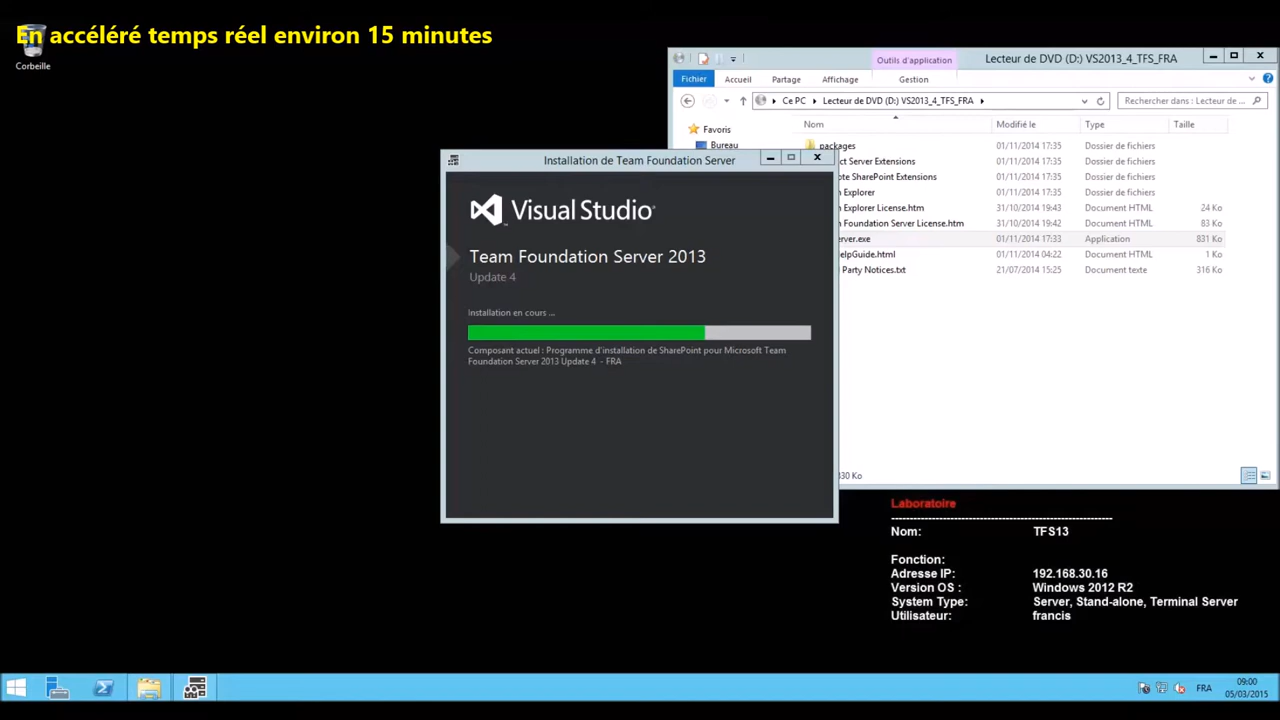 En accéléré temps réel environ 15 minutes
Corbeille
Outils d'application
Lecteur de DVD (D:) VS2013_4_TFS_FRA
Fichier
Accueil
Partage
Affichage
Gestion
Ce PC
Lecteur de DVD (D:) VS2013_4_TFS_FRA
Rechercher dans : Lecteur de ...
Favoris
Bureau
Nom
Modifié le
Type
Taille
packages 01/11/2014 17:35 Dossier de fichiers
ct Server Extensions 01/11/2014 17:35 Dossier de fichiers
ote SharePoint Extensions 01/11/2014 17:35 Dossier de fichiers
n Explorer 01/11/2014 17:35 Dossier de fichiers
n Explorer License.htm 31/10/2014 19:42 Document HTML 24 Ko
n Foundation Server License.htm 31/10/2014 19:43 Document HTML 83 Ko
erver.exe 01/11/2014 17:33 Application 831 Ko
elpGuide.html 01/11/2014 04:22 Document HTML 1 Ko
Party Notices.txt 21/07/2014 15:25 Document texte 316 Ko
Installation de Team Foundation Server
Visual Studio
Team Foundation Server 2013
Update 4
Installation en cours ...
Composant actuel : Programme d'installation de SharePoint pour Microsoft Team
Foundation Server 2013 Update 4 - FRA
830 Ko
Laboratoire
Nom: TFS13
Fonction:
Adresse IP: 192.168.30.16
Version OS : Windows 2012 R2
System Type: Server, Stand-alone, Terminal Server
Utilisateur: francis
FRA
09:00
05/03/2015